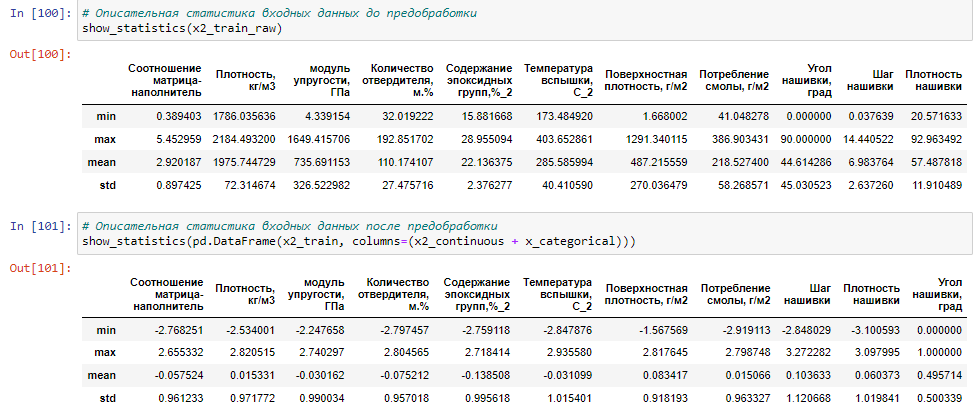 In [100]: # Описательная статистика входных данных до предобработки
show_statistics(x2_train_raw)
Out[100]:
Соотношение матрица-наполнитель Плотность, кг/м3 модуль упругости, ГПа Количество отвердителя, м.% Содержание эпоксидных групп,%_2 Температура вспышки, С_2 Поверхностная плотность, г/м2 Потребление смолы, г/м2 Угол нашивки, град Шаг нашивки Плотность нашивки
min 0.389403 1786.035636 4.339154 32.019222 15.881668 173.484920 1.668002 41.048278 0.000000 0.037639 20.571633
max 5.452959 2184.493200 1649.415706 192.851702 28.955094 403.652861 1291.340115 386.903431 90.000000 14.440522 92.963492
mean 2.920187 1975.744729 735.691153 110.174107 22.136375 285.585994 487.215559 218.527400 44.614286 6.983764 57.487818
std 0.897425 72.314674 326.522982 27.475716 2.376277 40.410590 270.036479 58.268571 45.030523 2.637260 11.910489
In [101]: # Описательная статистика входных данных после предобработки
show_statistics(pd.DataFrame(x2_train, columns=(x2_continuous + x_categorical)))
Out[101]:
Соотношение матрица-наполнитель Плотность, кг/м3 модуль упругости, ГПа Количество отвердителя, м.% Содержание эпоксидных групп,%_2 Температура вспышки, С_2 Поверхностная плотность, г/м2 Потребление смолы, г/м2 Шаг нашивки Плотность нашивки Угол нашивки, град
min -2.768251 -2.534001 -2.247658 -2.797457 -2.759118 -2.847876 -1.567569 -2.919113 -2.848029 -3.100593 0.000000
max 2.655332 2.820515 2.740297 2.804565 2.718414 2.935580 2.817645 2.798748 3.272282 3.097995 1.000000
mean -0.057524 0.015331 -0.030162 -0.075212 -0.138508 -0.031099 0.083417 0.015066 0.103633 0.060373 0.495714
std 0.961233 0.971772 0.990034 0.957018 0.995618 1.015401 0.918193 0.963327 1.120668 1.019841 0.500339